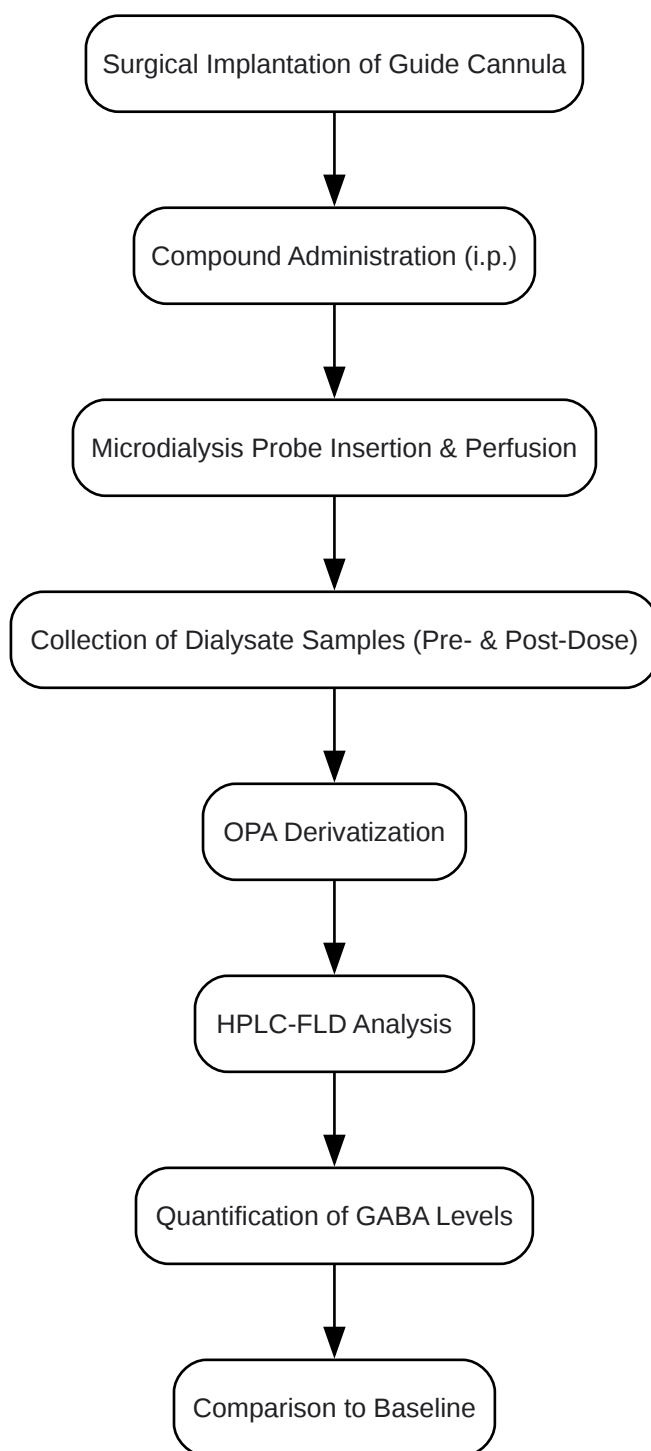 Surgical Implantation of Guide Cannula
Compound Administration (i.p.)
Microdialysis Probe Insertion & Perfusion
Collection of Dialysate Samples (Pre- & Post-Dose)
OPA Derivatization
HPLC-FLD Analysis
Quantification of GABA Levels
Comparison to Baseline